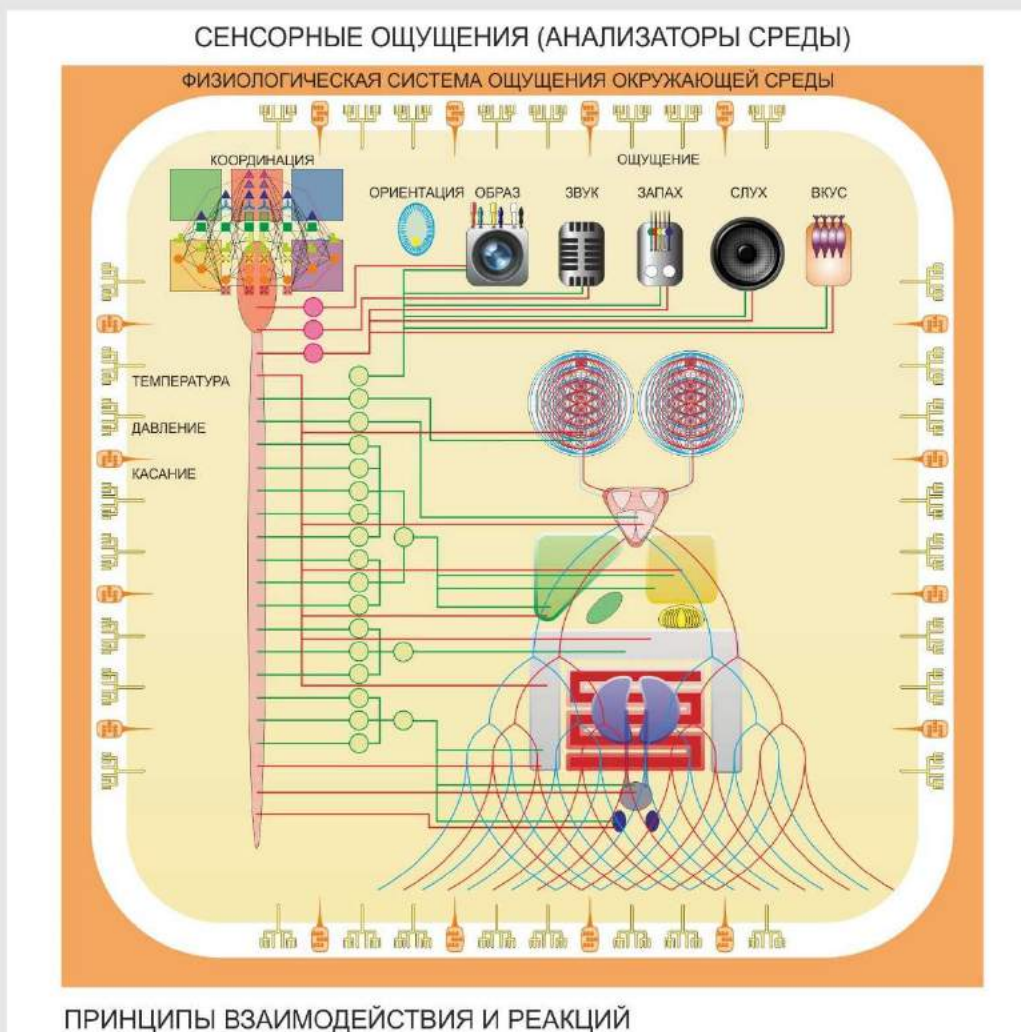 СЕНСОРНЫЕ ОЩУЩЕНИЯ (АНАЛИЗАТОРЫ СРЕДЫ)
ФИЗИОЛОГИЧЕСКАЯ СИСТЕМА ОЩУЩЕНИЯ ОКРУЖАЮЩЕЙ СРЕДЫ
КООРДИНАЦИЯ
ОЩУЩЕНИЕ
ОРИЕНТАЦИЯ ОБРАЗ ЗВУК ЗАПАХ СЛУХ ВКУС
ТЕМПЕРАТУРА
ДАВЛЕНИЕ
КАСАНИЕ
ПРИНЦИПЫ ВЗАИМОДЕЙСТВИЯ И РЕАКЦИЙ